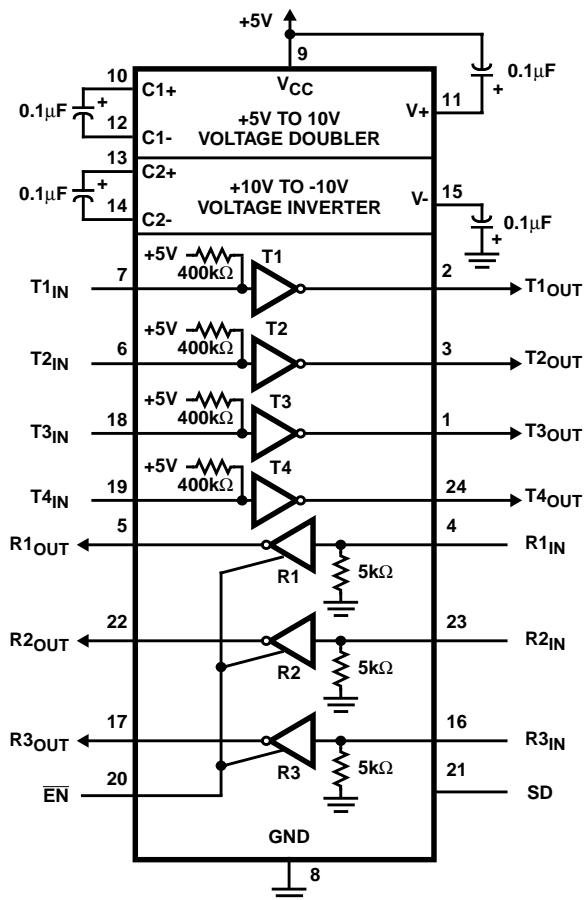 +5V
9
VCC
10
C1+
0.1μF
+
12
C1-
+5V TO 10V
VOLTAGE DOUBLER
V+
11
0.1μF
+
13
C2+
0.1μF
+
14
C2-
+10V TO -10V
VOLTAGE INVERTER
V-
15
0.1μF
+
T1IN
7
+5V
400kΩ
T1
2
T1OUT
T2IN
6
+5V
400kΩ
T2
3
T2OUT
T3IN
18
+5V
400kΩ
T3
1
T3OUT
T4IN
19
+5V
400kΩ
T4
24
T4OUT
R1OUT
5
R1
5kΩ
4
R1IN
R2OUT
22
R2
5kΩ
23
R2IN
R3OUT
17
R3
5kΩ
16
R3IN
E̅N̅
20
21
SD
GND
8